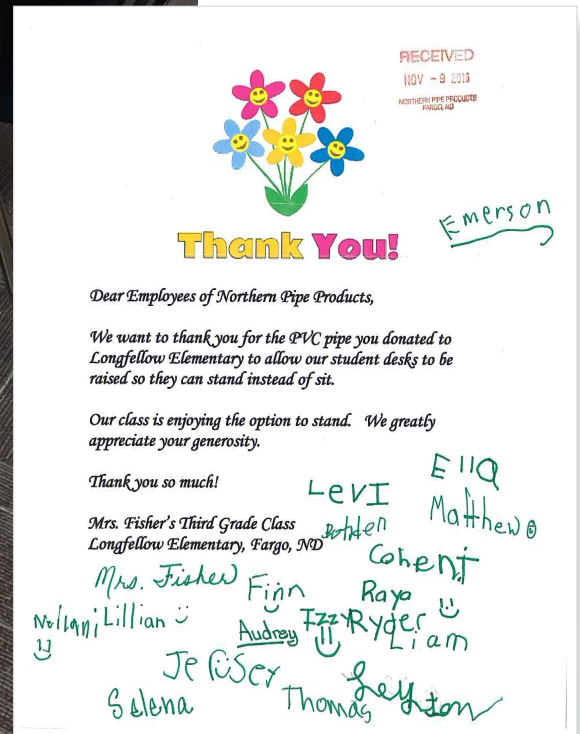 RECEIVED
NOV - 9 2016
NORTHERN PIPE PRODUCTS
FARGO, ND
Emerson
Thank You!
Dear Employees of Northern Pipe Products,
We want to thank you for the PVC pipe you donated to
Longfellow Elementary to allow our student desks to be
raised so they can stand instead of sit.
Our class is enjoying the option to stand. We greatly
appreciate your generosity.
Thank you so much!
Mrs. Fisher's Third Grade Class
Longfellow Elementary, Fargo, ND
Ella
Levi
Matthew
Cohen T
Mrs. Fisher
Finn
Raya
Lillian
Izzy
Ryder
Audrey
Liam
Selena
Thomas
Leyton